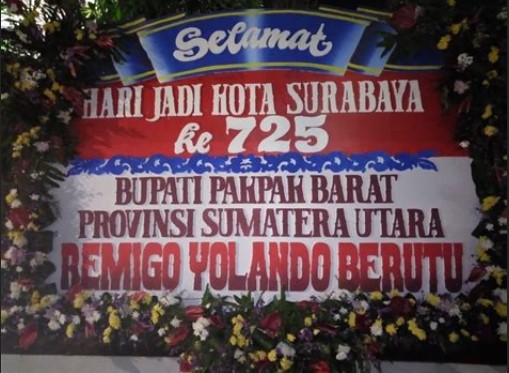 Selamat
HARI JADI KOTA SURABAYA
ke 725
BUPATI PAKPAK BARAT
PROVINSI SUMATERA UTARA
REMIGO YOLANDO BERUTU